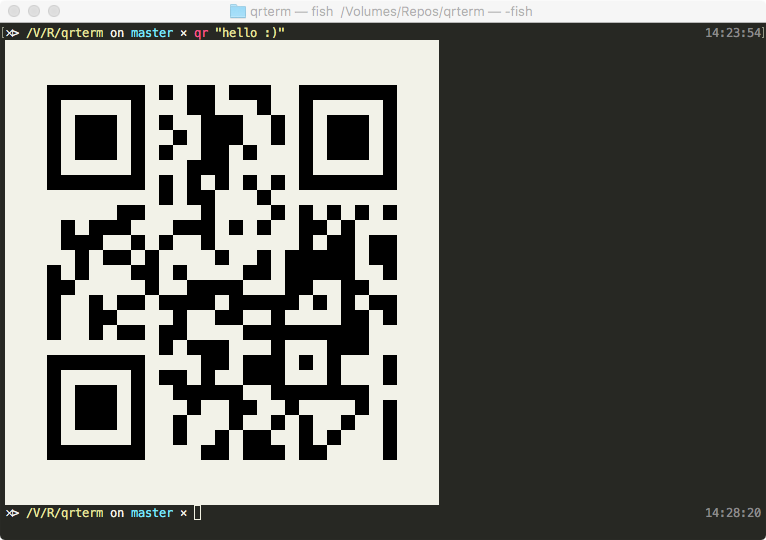 qrterm — fish /Volumes/Repos/qrterm — -fish
/V/R/qrterm on master × qr "hello :)" 14:23:54
/V/R/qrterm on master × 14:28:20